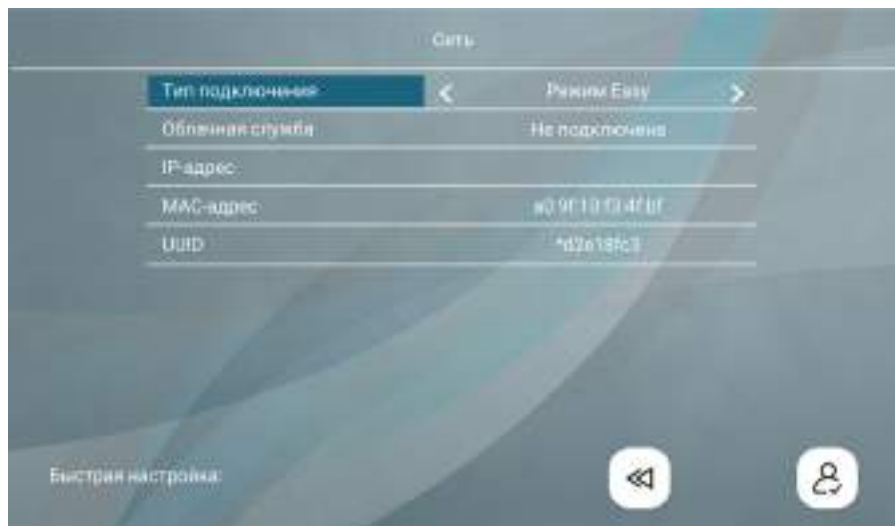 Сеть
Тип подключения < Режим Easy >
Облачная служба Не подключена
IP-адрес
MAC-адрес
UUID
Быстрая настройка: